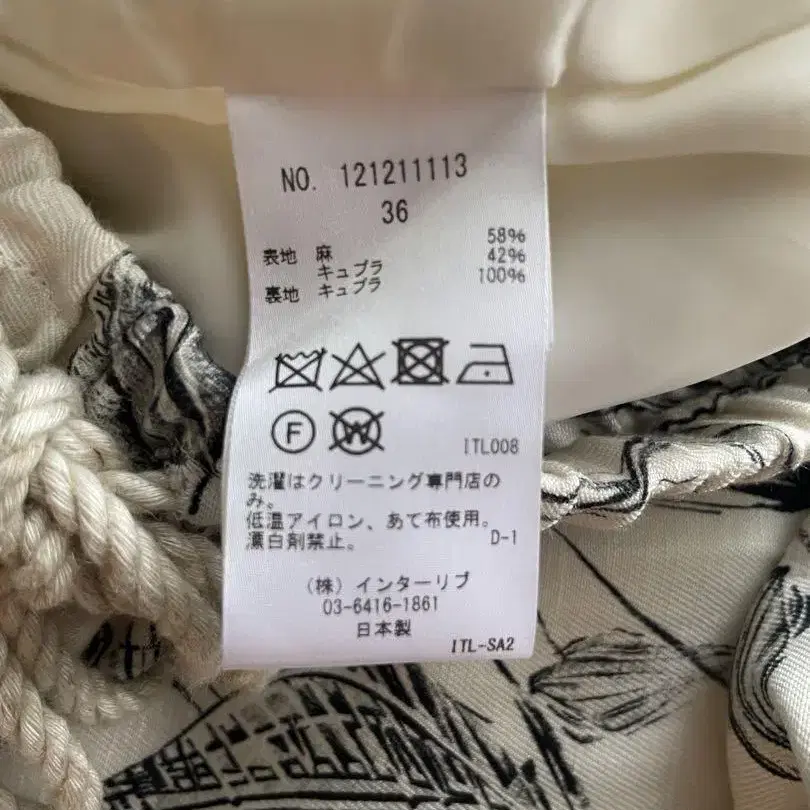 NO. 121211113
36
58%
表地 麻 42%
キュプラ 100%
裏地 キュプラ
F W
ITL008
洗濯はクリーニング専門店の
み。
低温アイロン、あて布使用。
漂白剤禁止。 D-1
(株) インターリブ
03-6416-1861
日本製
ITL-SA2